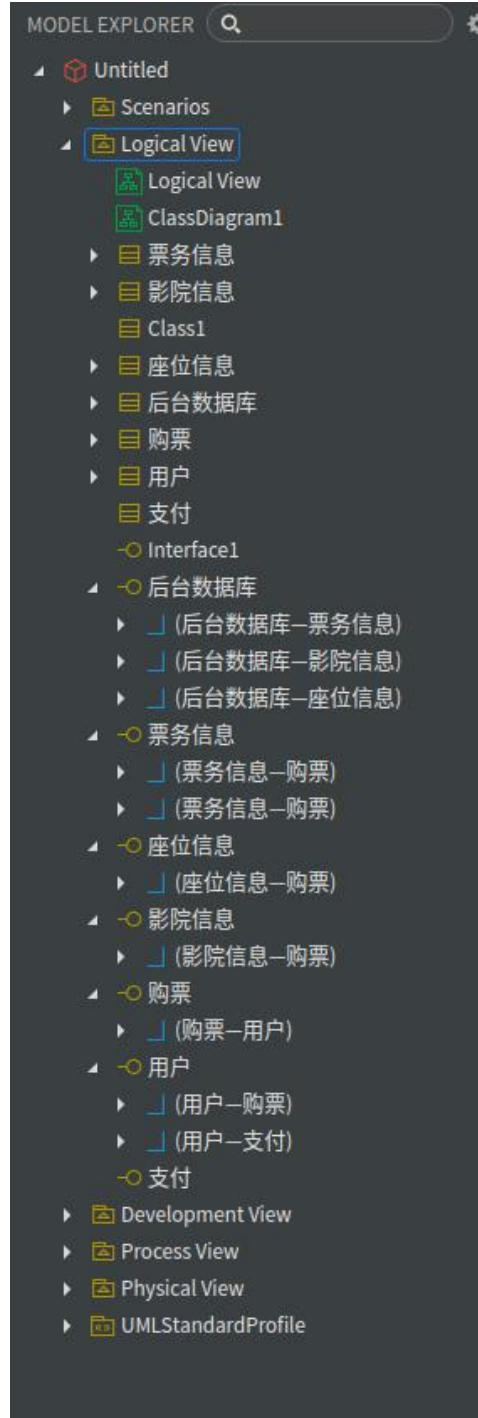 MODEL EXPLORER
Untitled
Scenarios
Logical View
Logical View
ClassDiagram1
票务信息
影院信息
Class1
座位信息
后台数据库
购票
用户
支付
Interface1
后台数据库
(后台数据库—票务信息)
(后台数据库—影院信息)
(后台数据库—座位信息)
票务信息
(票务信息—购票)
(票务信息—购票)
座位信息
(座位信息—购票)
影院信息
(影院信息—购票)
购票
(购票—用户)
用户
(用户—购票)
(用户—支付)
支付
Development View
Process View
Physical View
UMLStandardProfile